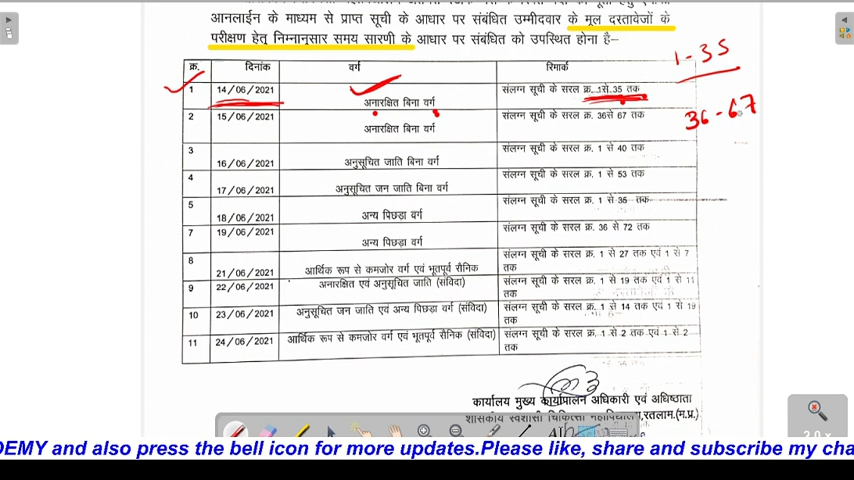 आनलाईन के माध्यम से प्राप्त सूची के आधार पर संबंधित उम्मीदवार के मूल दस्तावेजों के
परीक्षण हेतु निम्नानुसार समय सारणी के आधार पर संबंधित को उपस्थित होना है–
1-35
क्र. दिनांक वर्ग रिमार्क
1 14/06/2021 अनारक्षित बिना वर्ग संलग्न सूची के सरल क्र. 1से 35 तक
36-67
2 15/06/2021 अनारक्षित बिना वर्ग संलग्न सूची के सरल क्र. 36से 67 तक
3 16/06/2021 अनुसूचित जाति बिना वर्ग संलग्न सूची के सरल क्र. 1 से 40 तक
4 17/06/2021 अनुसूचित जन जाति बिना वर्ग संलग्न सूची के सरल क्र. 1 से 53 तक
5 18/06/2021 अन्य पिछड़ा वर्ग संलग्न सूची के सरल क्र. 1 से 35 तक
7 19/06/2021 अन्य पिछड़ा वर्ग संलग्न सूची के सरल क्र. 36 से 72 तक
8 21/06/2021 आर्थिक रूप से कमजोर वर्ग एवं भूतपूर्व सैनिक संलग्न सूची के सरल क्र. 1 से 27 तक एवं 1 से 7
तक
9 22/06/2021 अनारक्षित एवं अनुसूचित जाति (संविदा) संलग्न सूची के सरल क्र. 1 से 19 तक एवं 1 से 11
तक
10 23/06/2021 अनुसूचित जन जाति एवं अन्य पिछड़ा वर्ग (संविदा) संलग्न सूची के सरल क्र. 1 से 14 तक एवं 1 से 19
तक
11 24/06/2021 आर्थिक रूप से कमजोर वर्ग एवं भूतपूर्व सैनिक (संविदा) संलग्न सूची के सरल क्र. 1 से 2 तक एवं 1 से 2
तक
कार्यालय मुख्य कार्यपालन अधिकारी एवं अधिष्ठाता
शासकीय स्वशासी चिकित्सा महाविद्यालय, रतलाम (म.प्र.)
2.0
DEMY and also press the bell icon for more updates.Please like, share and subscribe my cha